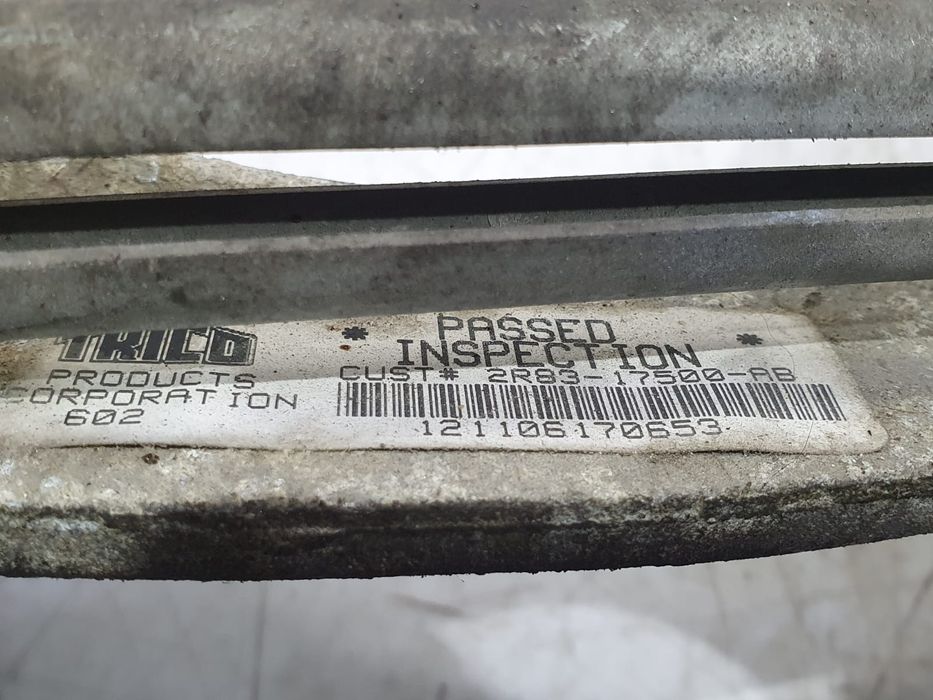 TRICO
PRODUCTS
CORPORATION
602
* PASSED *
INSPECTION
CUST# 2R83-17500-AB
121106170653